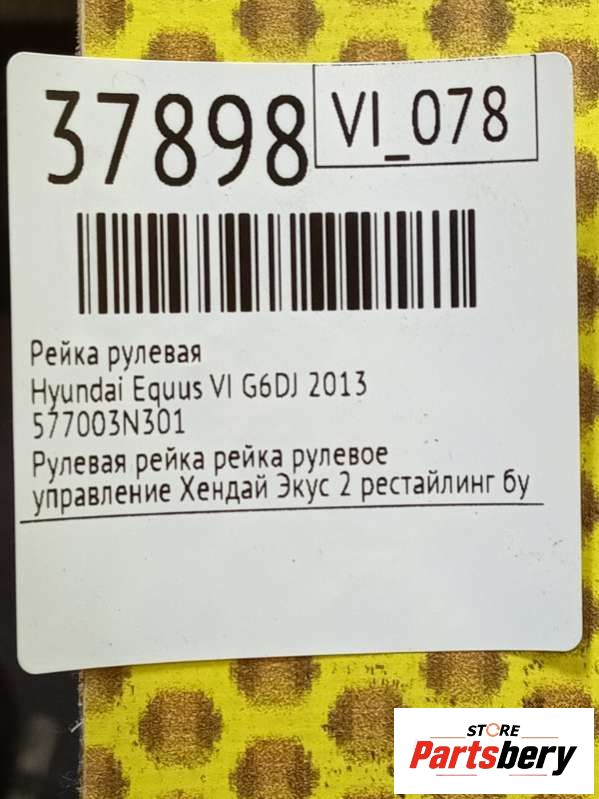 37898
VI_078
Рейка рулевая
Hyundai Equus VI G6DJ 2013
577003N301
Рулевая рейка рейка рулевое
управление Хендай Экус 2 рестайлинг бу
STORE
Partsbery